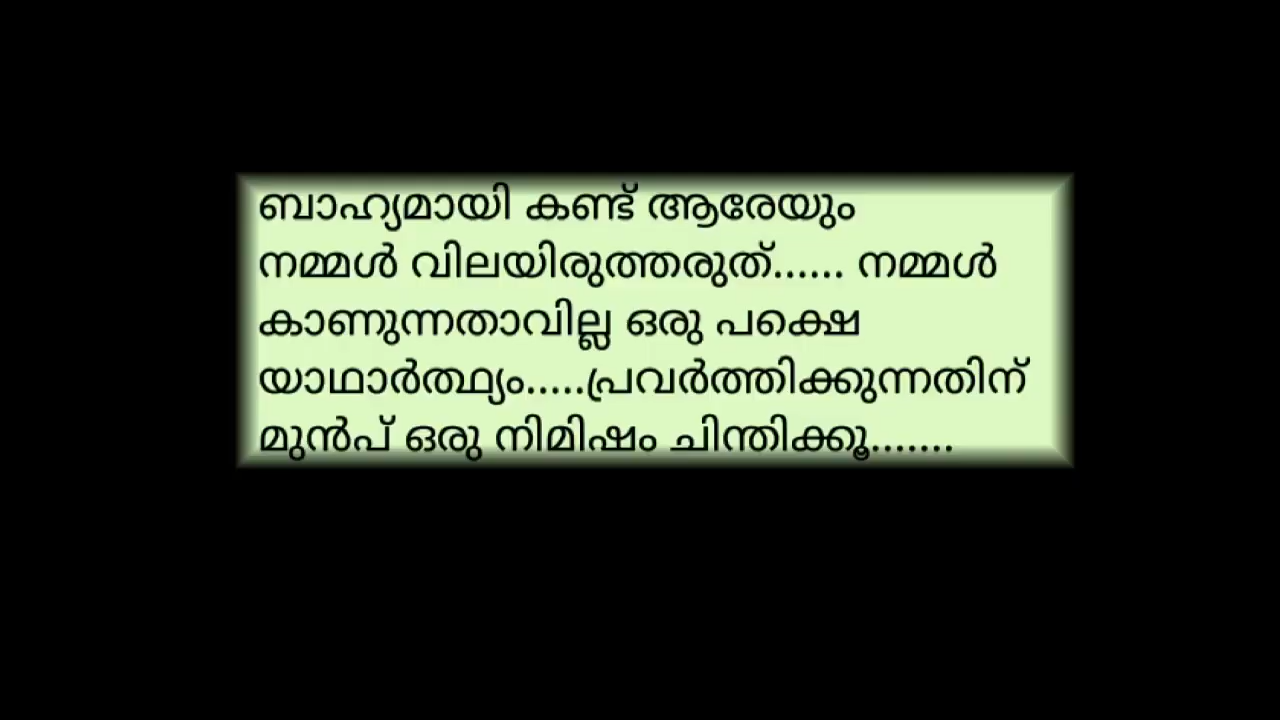 ബാഹ്യമായി കണ്ട് ആരേയും
നമ്മൾ വിലയിരുത്തരുത്...... നമ്മൾ
കാണുന്നതാവില്ല ഒരു പക്ഷെ
യാഥാർത്ഥ്യം.....പ്രവർത്തിക്കുന്നതിന്
മുൻപ് ഒരു നിമിഷം ചിന്തിക്കൂ.......